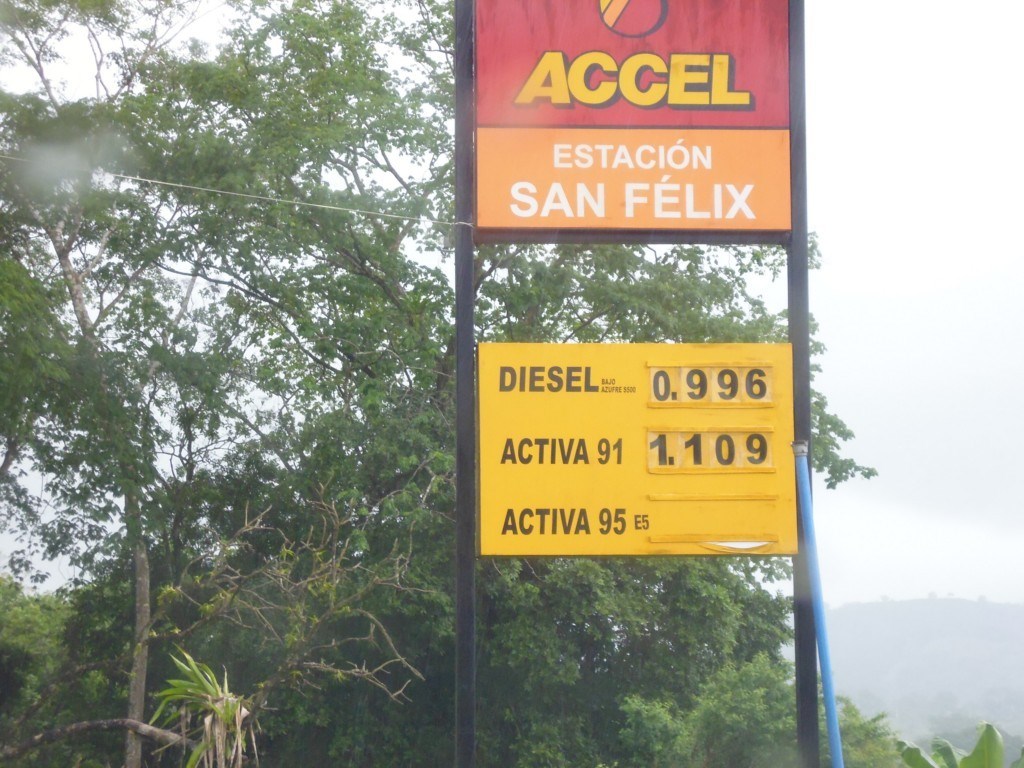 ACCEL
ESTACIÓN
SAN FÉLIX
DIESEL BAJO AZUFRE 5000 0.996
ACTIVA 91 1.109
ACTIVA 95 E5